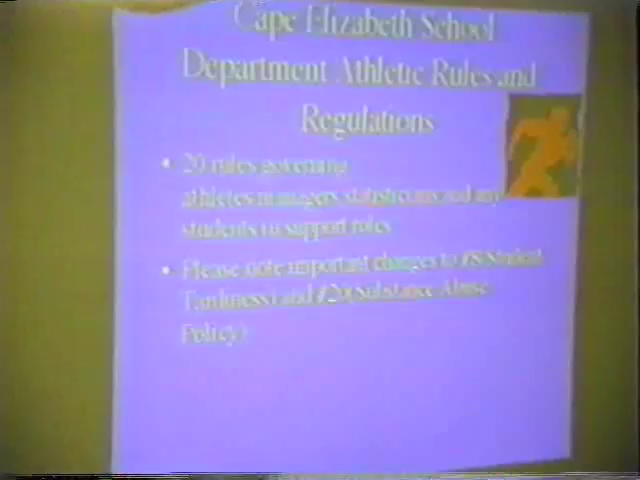 Cape Elizabeth School
Department Athletic Rules and
Regulations
• 20 rules governing
athletes managers statisticians and any
students in support roles
• Please note important changes to #8(Student
Tardiness) and #20(Substance Abuse
Policy)